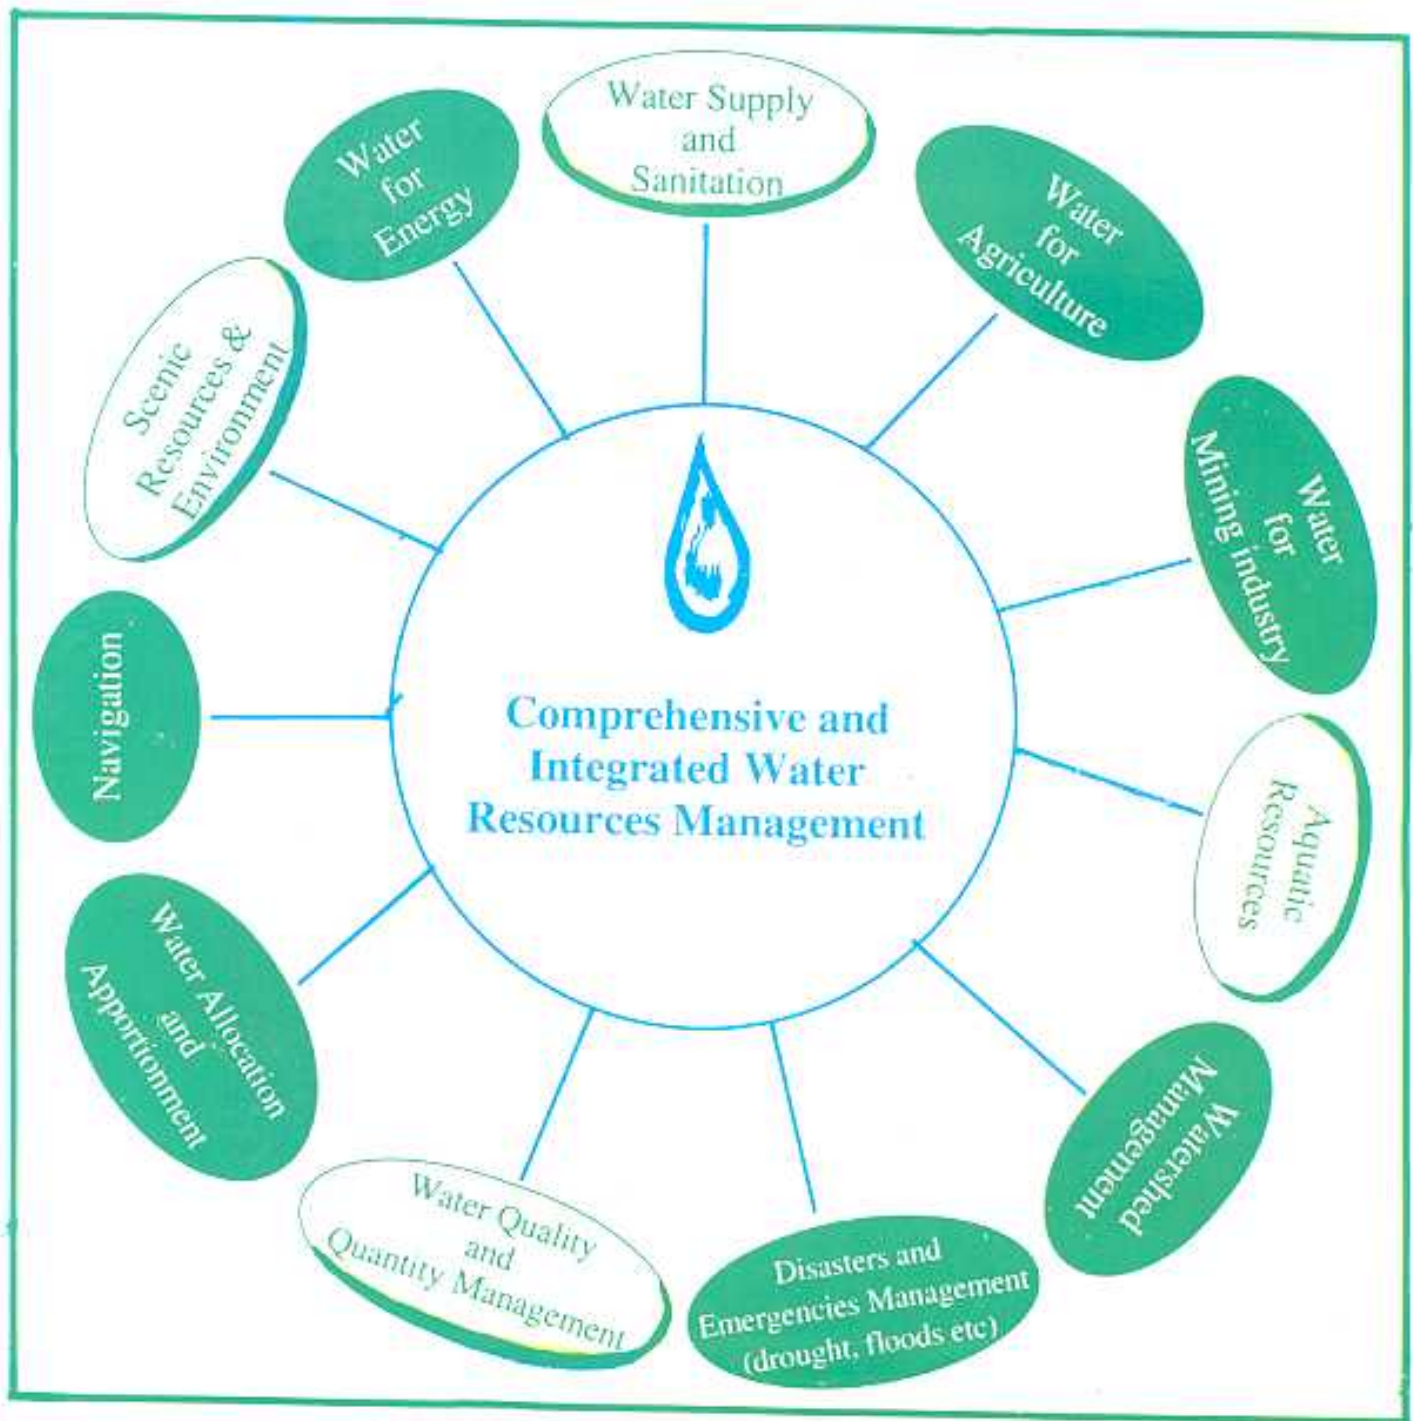 Water Supply
and
Sanitation
Water
for
Agriculture
Water
for
Mining industry
Aquatic
Resources
Watershed
Management
Disasters and
Emergencies Management
(drought, floods etc)
Water Quality
and
Quantity Management
Water Allocation
and
Apportionment
Navigation
Scenic
Resources &
Environment
Water
for
Energy
Comprehensive and
Integrated Water
Resources Management